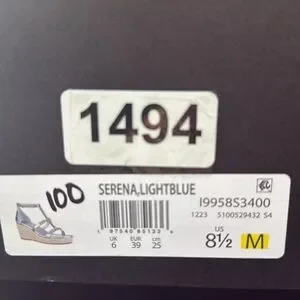 1494
100
SERENA,LIGHTBLUE
I9958S3400
1223 5100529432 S4
UK EUR CM
6 39 25
US
8½ M